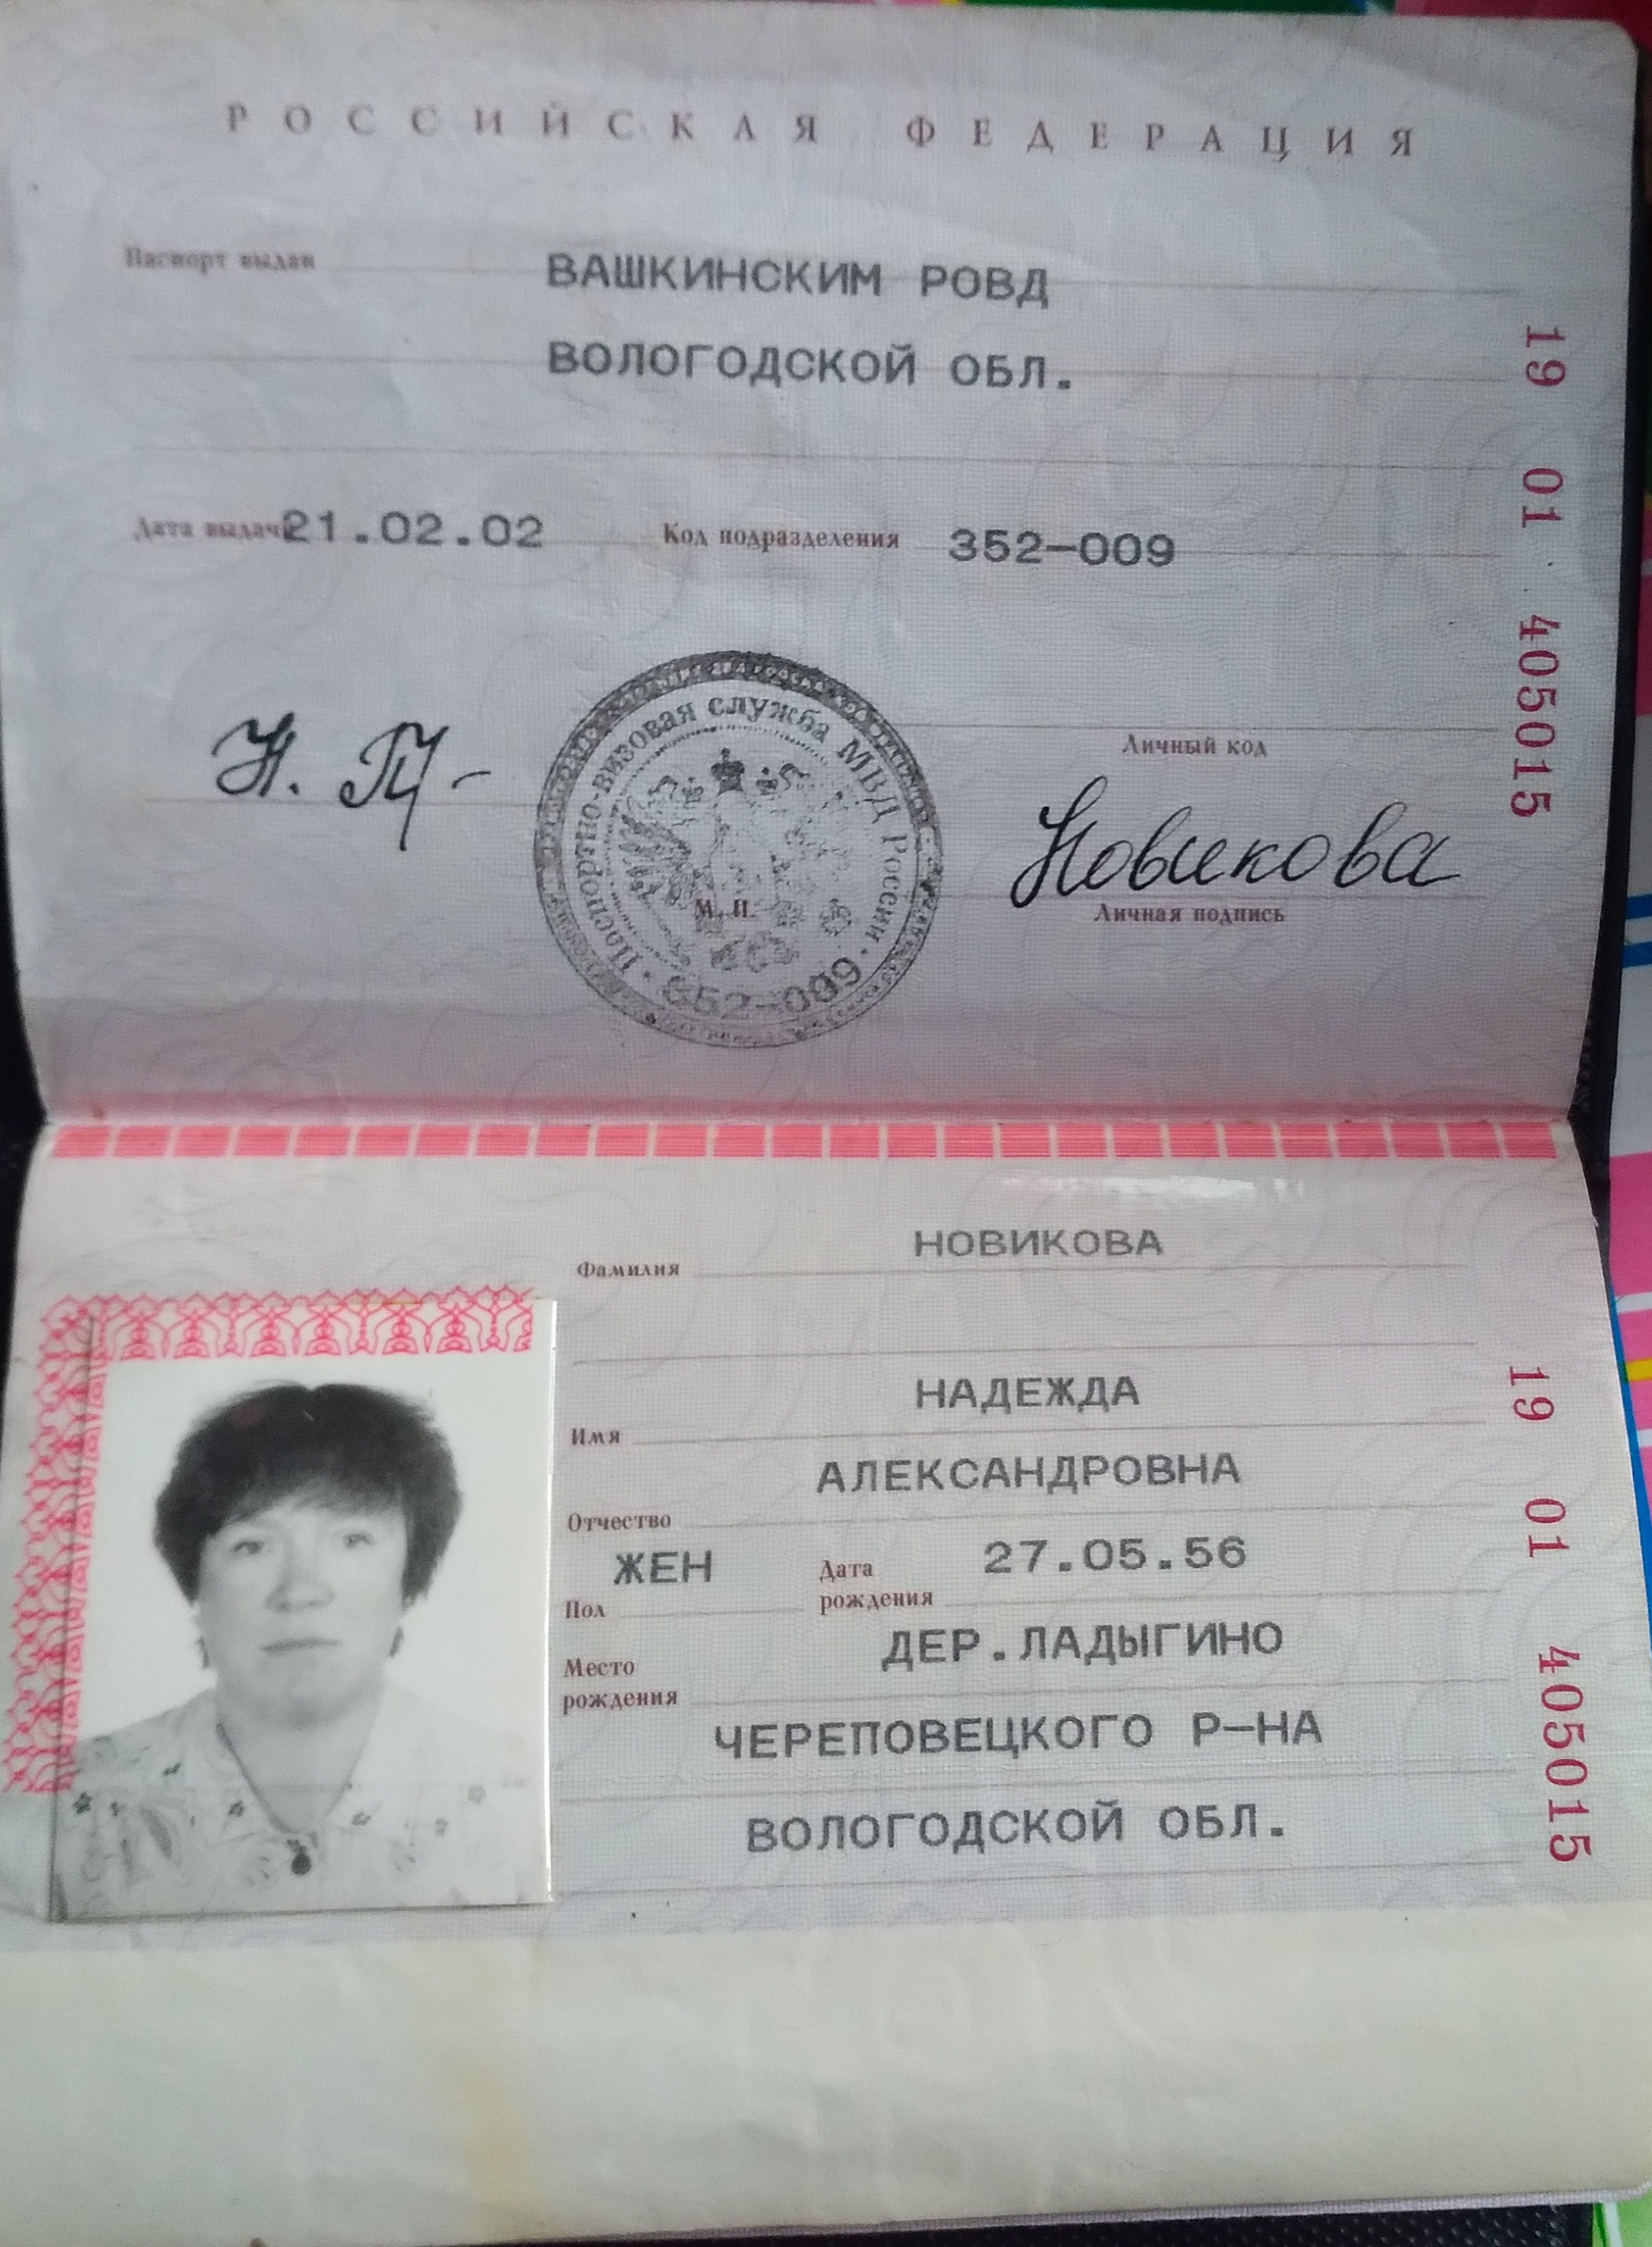 РОССИЙСКАЯ ФЕДЕРАЦИЯ
Паспорт выдан ВАШКИНСКИМ РОВД
ВОЛОГОДСКОЙ ОБЛ.
Дата выдачи 21.02.02 Код подразделения 352-009
19 01 405015
Паспортно-визовая служба МВД России
352-009
М.П.
Личный код
Новикова
Личная подпись
Фамилия НОВИКОВА
Имя НАДЕЖДА
Отчество АЛЕКСАНДРОВНА
Пол ЖЕН Дата рождения 27.05.56
Место рождения ДЕР.ЛАДЫГИНО
ЧЕРЕПОВЕЦКОГО Р-НА
ВОЛОГОДСКОЙ ОБЛ.
19 01 405015